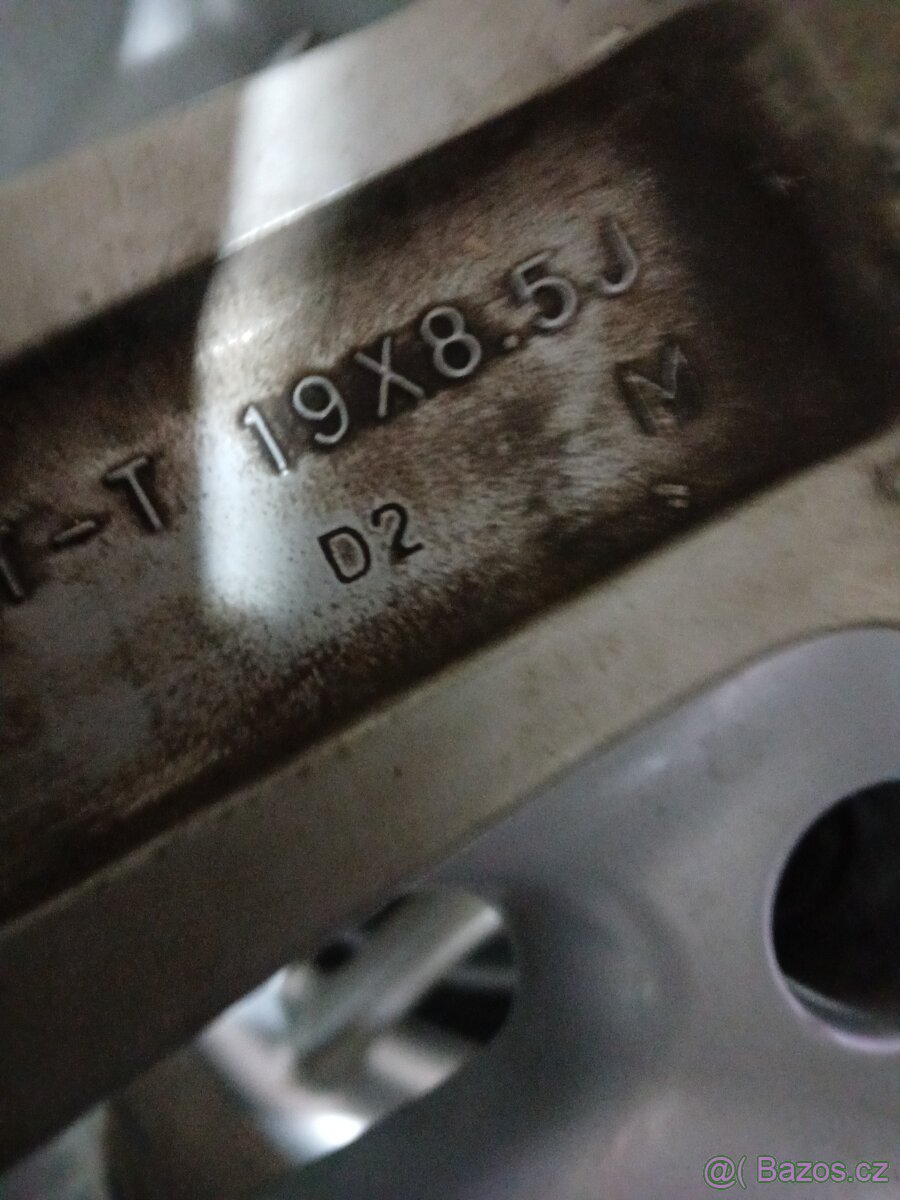 T-T 19X8.5J
M
D2
@( Bazos.cz